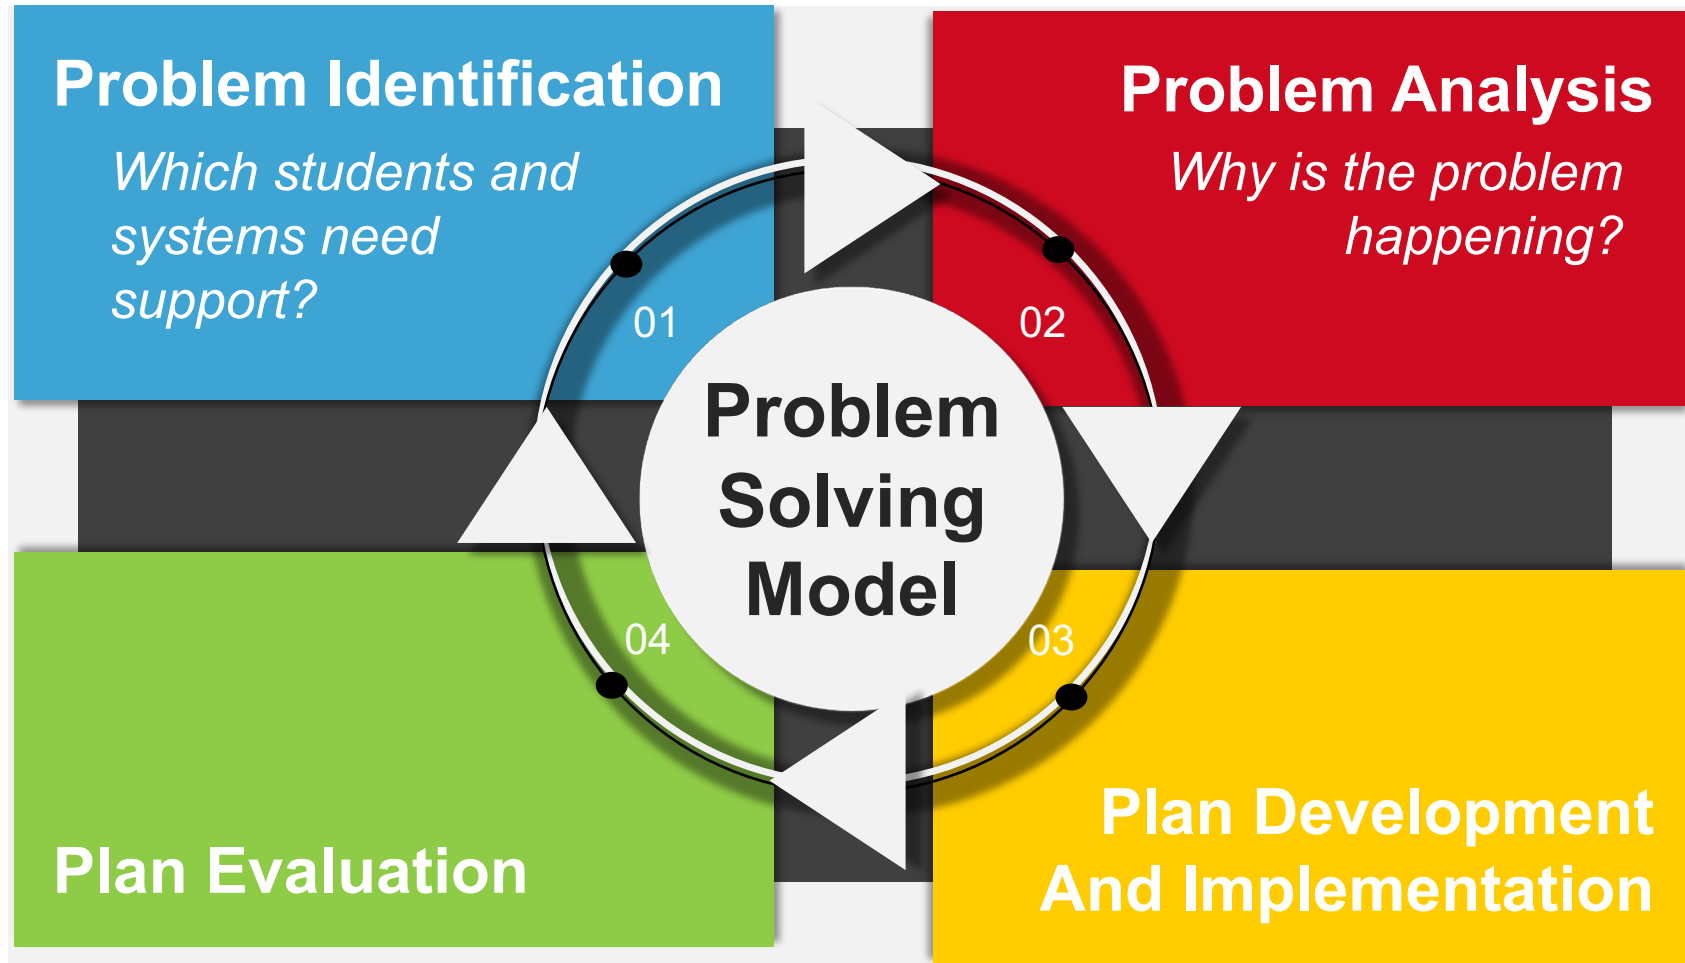 Problem Identification
Which students and
systems need
support?
01
Problem Analysis
Why is the problem
happening?
02
Problem
Solving
Model
04
Plan Evaluation
03
Plan Development
And Implementation